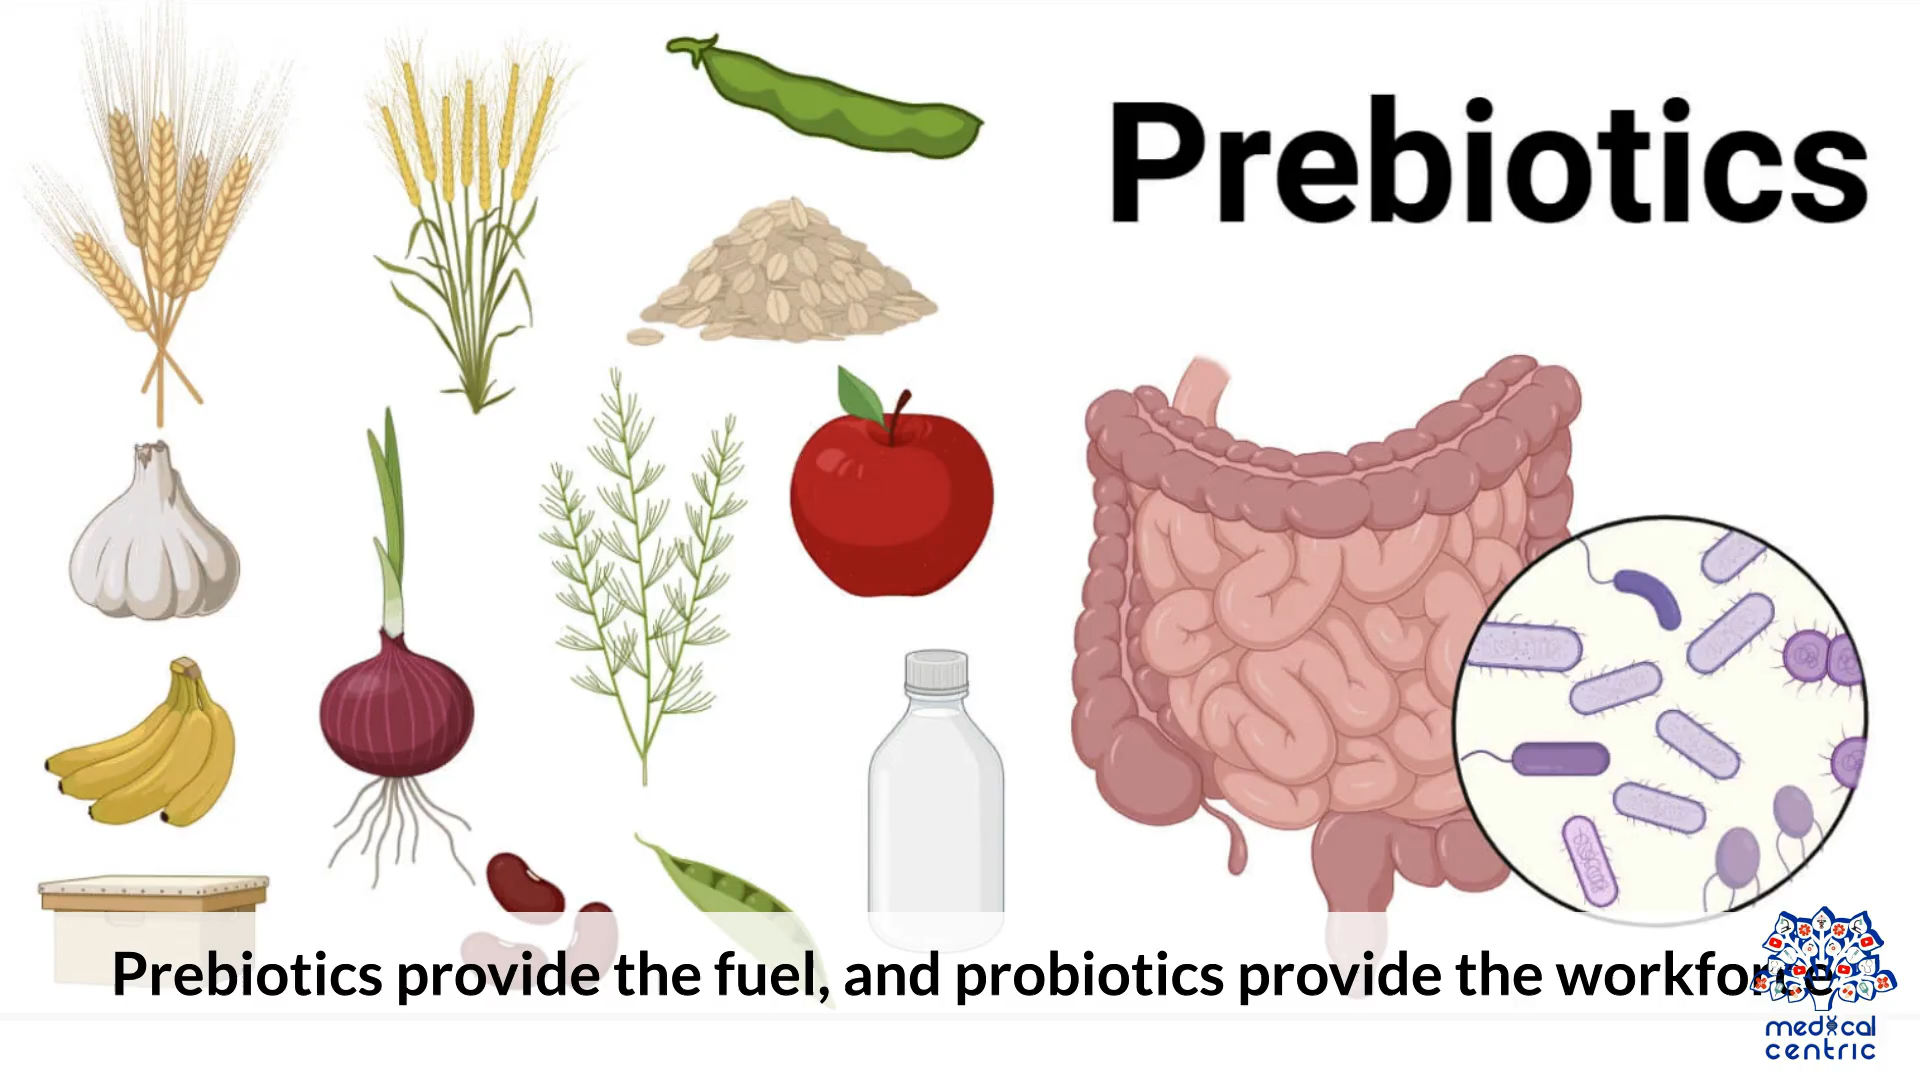 Prebiotics
Prebiotics provide the fuel, and probiotics provide the workforce
medical
centric